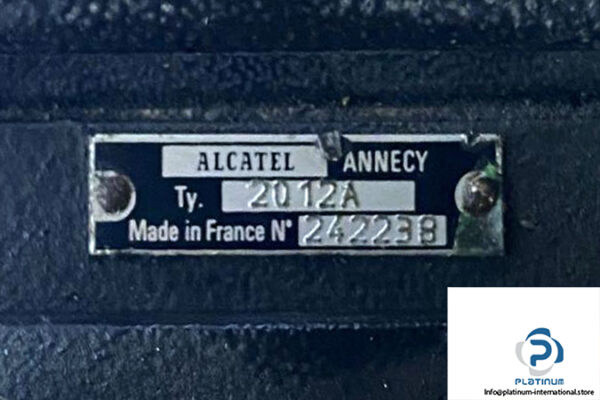 ALCATEL ANNECY
Ty. 2012A
Made in France N° 242238
PLATINUM
Info@platinum-international.store